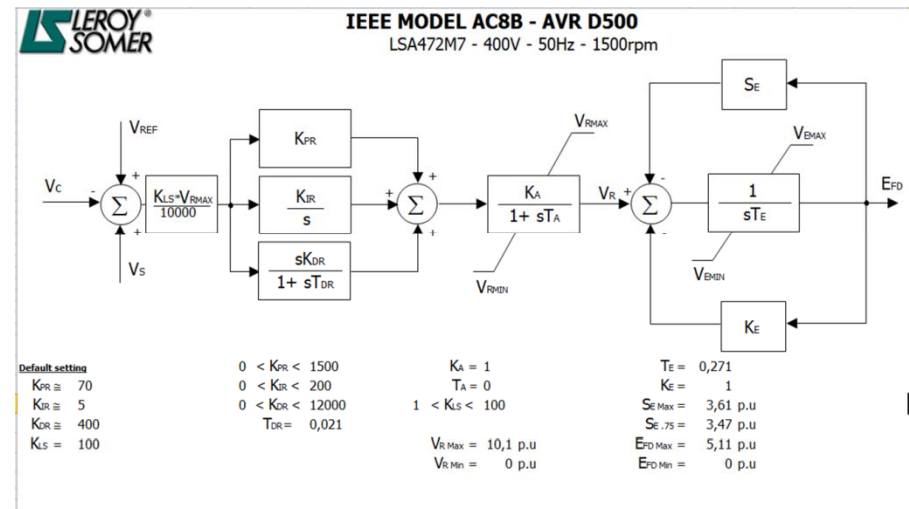 LEROY®
SOMER
IEEE MODEL AC8B - AVR D500
LSA472M7 - 400V - 50Hz - 1500rpm
SE
VREF
VRMAX
VEMAX
KPR
VC
-
+
+
Σ
KLS*VRMAX
10000
KIR
s
+
+
+
Σ
KA
1+ sTA
VR
+
-
-
Σ
1
sTE
EFD
VS
sKDR
1+ sTDR
VRMIN
VEMIN
KE
Default setting
KPR ≅ 70
KIR ≅ 5
KDR ≅ 400
KLS = 100
0 < KPR < 1500
0 < KIR < 200
0 < KDR < 12000
TDR = 0,021
KA = 1
TA = 0
1 < KLS < 100
VR Max = 10,1 p.u
VR Min = 0 p.u
TE = 0,271
KE = 1
SE Max = 3,61 p.u
SE .75 = 3,47 p.u
EFD Max = 5,11 p.u
EFD Min = 0 p.u